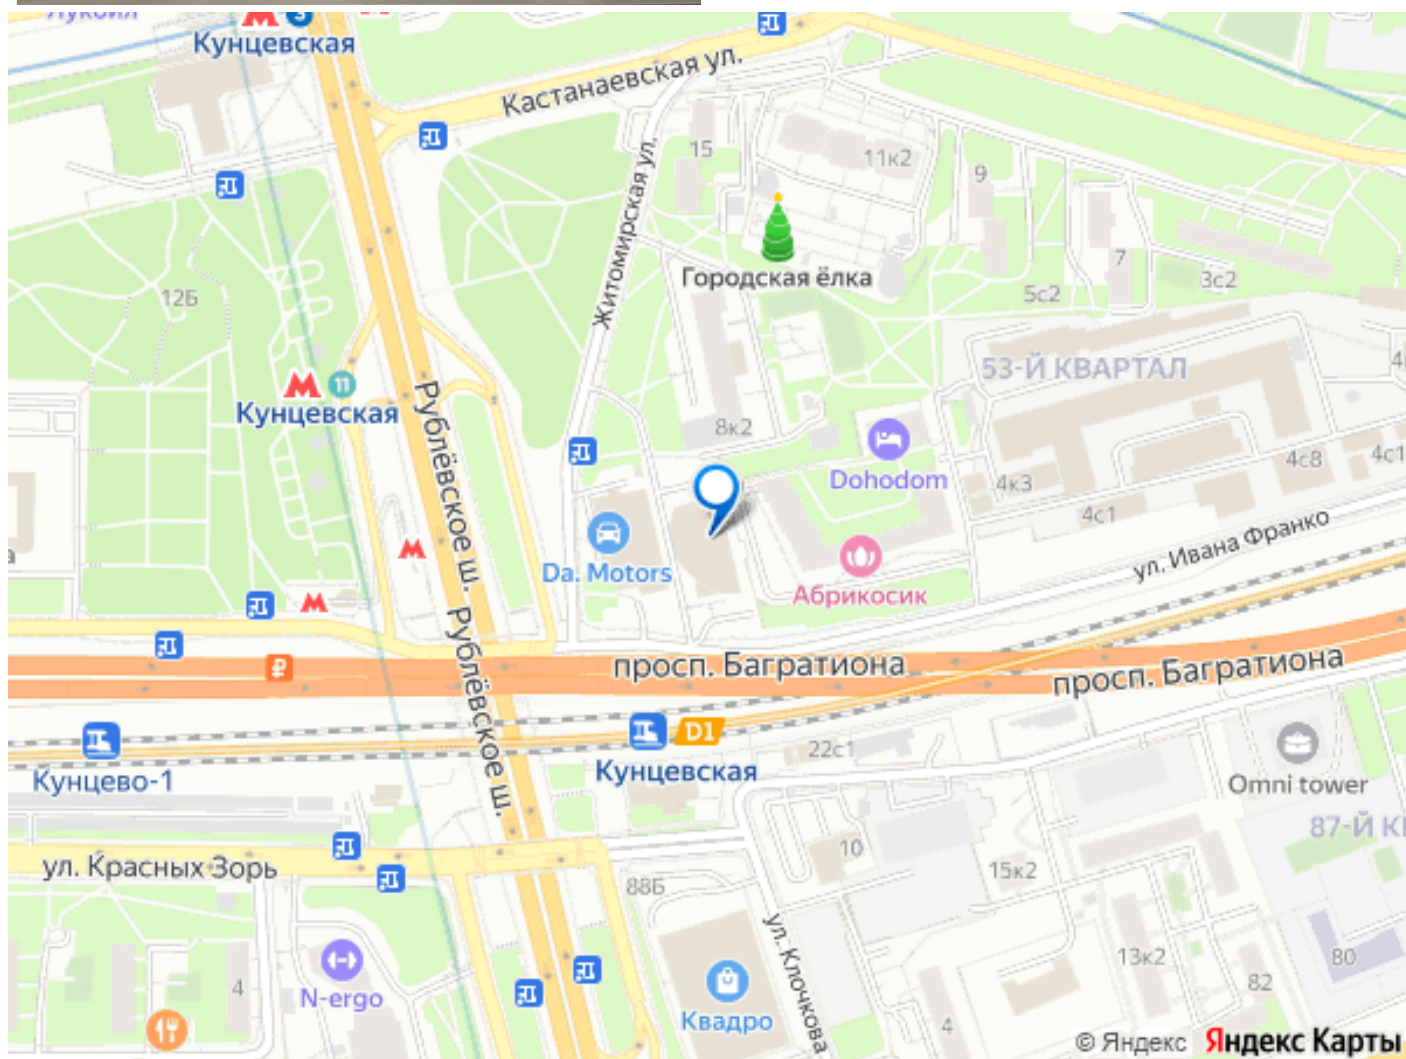 Лукойл
М 3
Кунцевская
Кастанаевская ул.
15
11к2
9
Житомирская ул.
7
Городская ёлка
3с2
5с2
12Б
53-Й КВАРТАЛ
М 11
Кунцевская
Рублёвское ш.
8к2
Dohodom
4с8
4с1
4к3
4с1
ул. Ивана Франко
М
Da. Motors
Абрикосик
М
Рублёвское ш.
просп. Багратиона
просп. Багратиона
₽
D1
22с1
Кунцево-1
Кунцевская
Omni tower
87-Й К
ул. Красных Зорь
10
15к2
88Б
ул. Клочкова
13к2
80
82
4
N-ergo
Квадро
4
© Яндекс Яндекс Карты